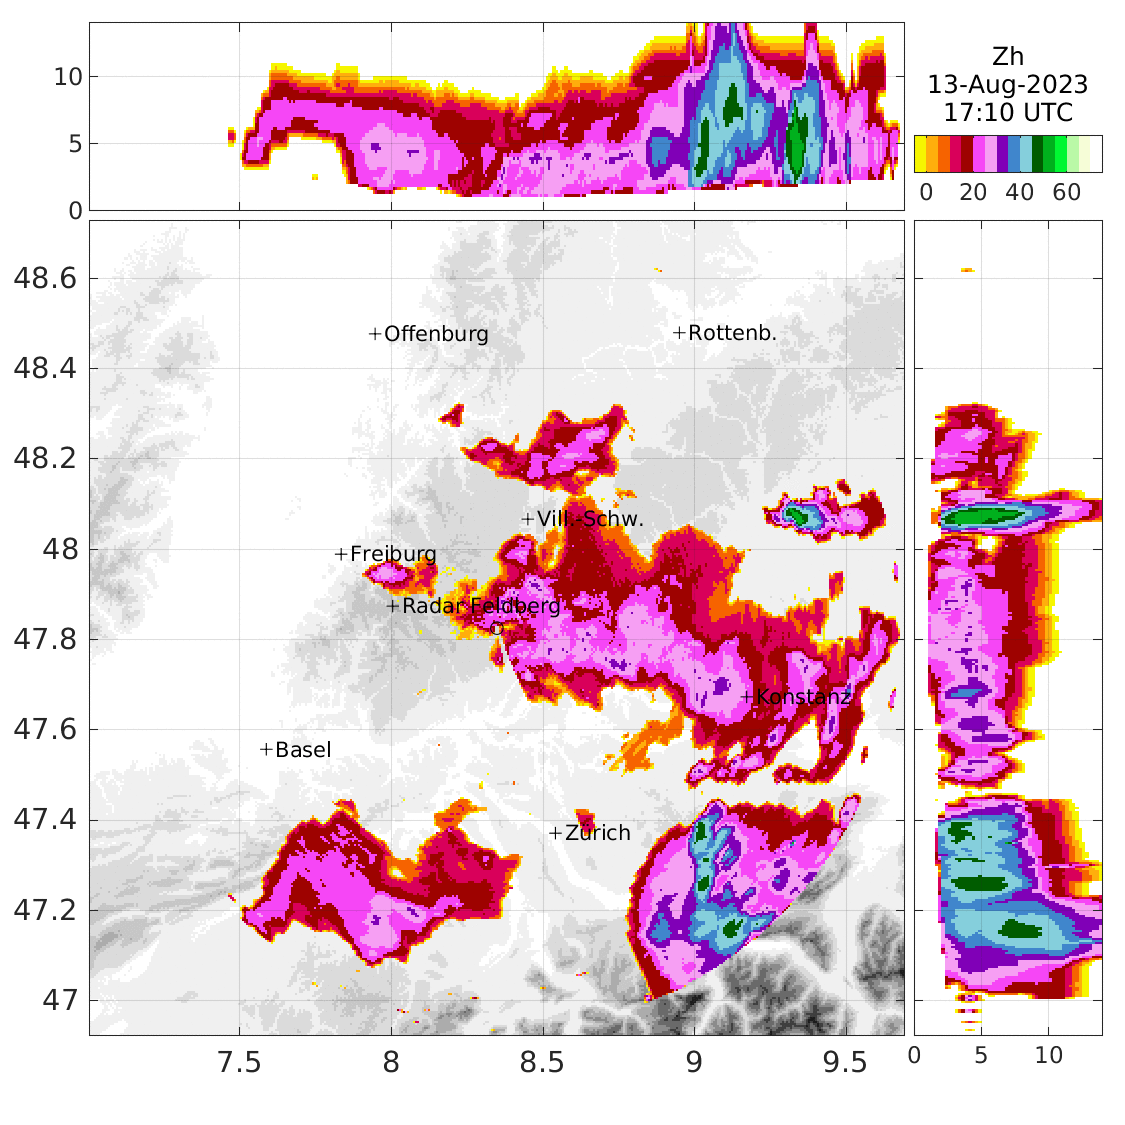 10
5
0
Zh
13-Aug-2023
17:10 UTC
0 20 40 60
48.6
48.4
48.2
48
47.8
47.6
47.4
47.2
47
+Offenburg
+Rottenb.
+Vill.-Schw.
+Freiburg
+Radar Feldberg
+Konstanz
+Basel
+Zürich
7.5 8 8.5 9 9.5
0 5 10